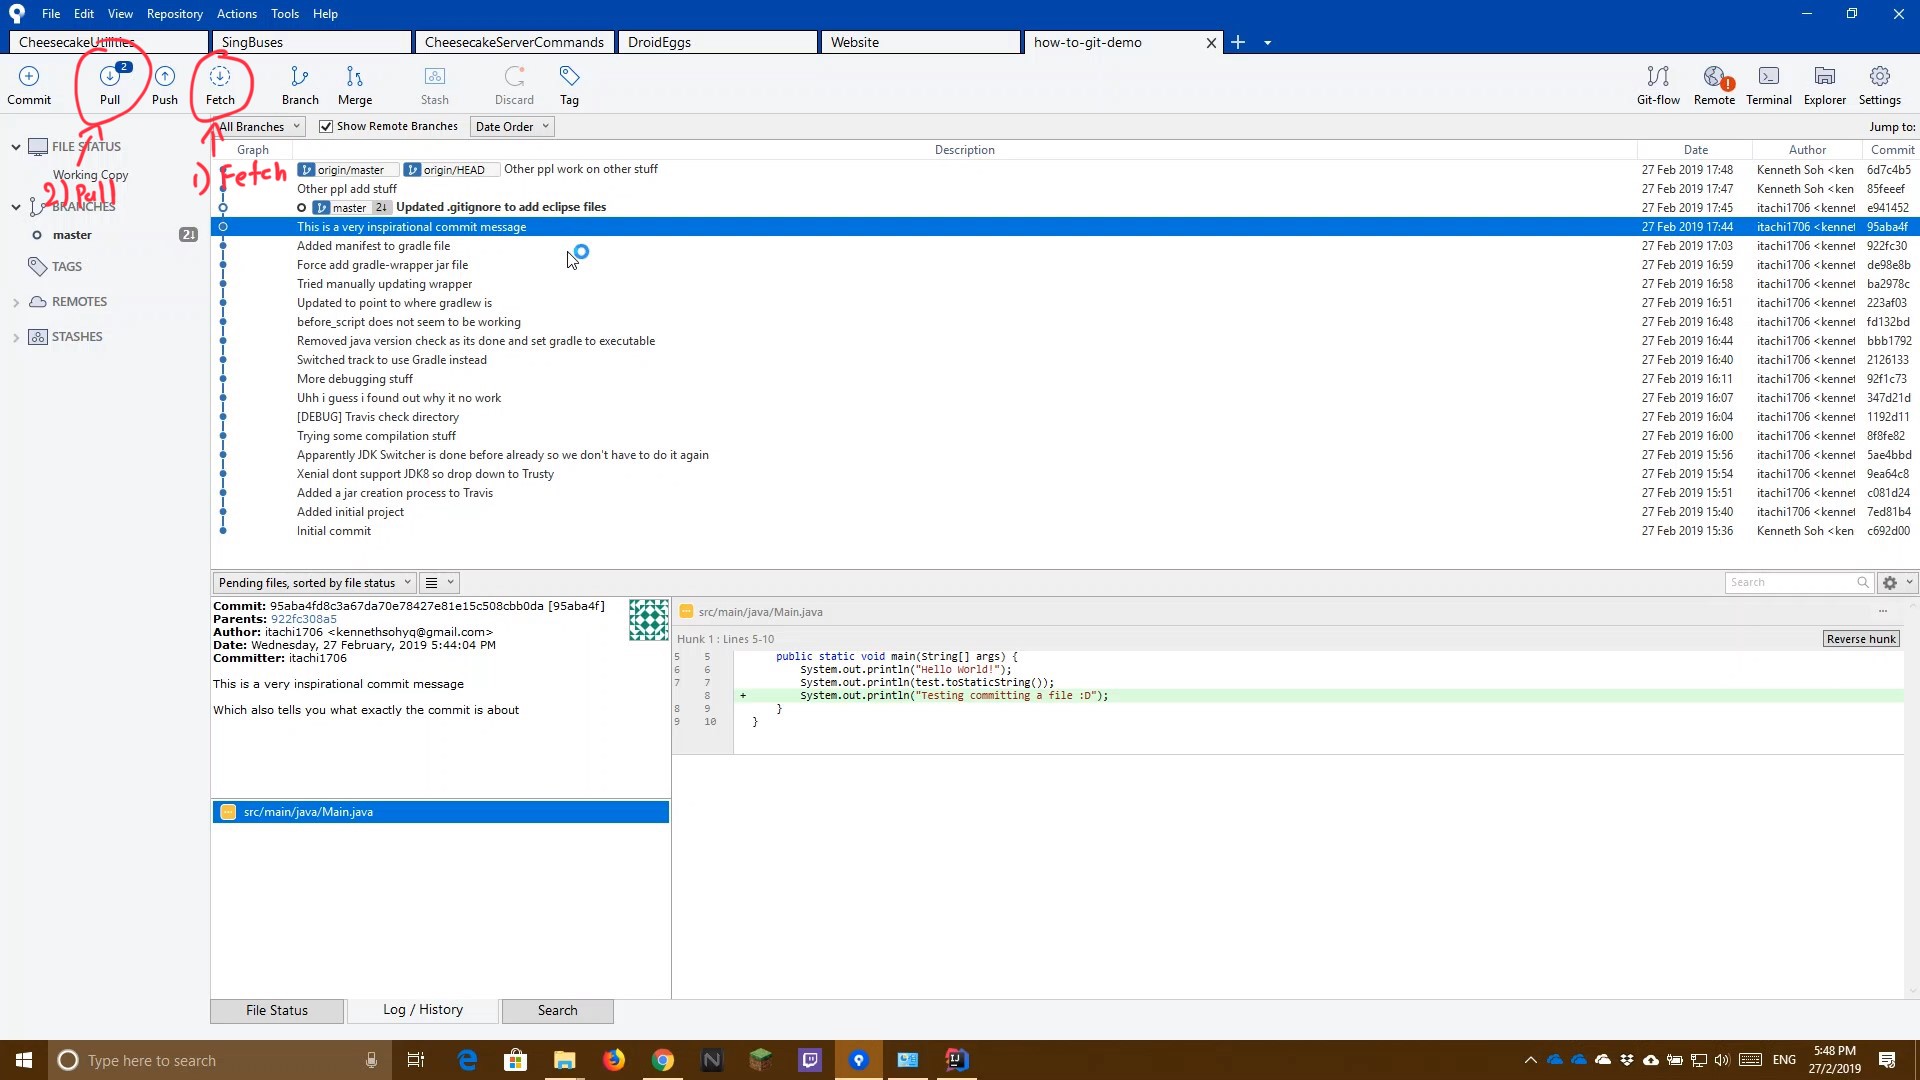 File Edit View Repository Actions Tools Help
CheesecakeUtilities SingBuses CheesecakeServerCommands DroidEggs Website how-to-git-demo
2
Commit Pull Push Fetch Branch Merge Stash Discard Tag Git-flow Remote Terminal Explorer Settings
All Branches Show Remote Branches Date Order Jump to:
1) Fetch
2) Pull
FILE STATUS
Working Copy
BRANCHES
master 2↓
TAGS
REMOTES
STASHES
Graph Description Date Author Commit
origin/master origin/HEAD Other ppl work on other stuff 27 Feb 2019 17:48 Kenneth Soh <ken 6d7c4b5
Other ppl add stuff 27 Feb 2019 17:47 Kenneth Soh <ken 85feeef
master 2↓ Updated .gitignore to add eclipse files 27 Feb 2019 17:45 itachi1706 <kennet e941452
This is a very inspirational commit message 27 Feb 2019 17:44 itachi1706 <kennet 95aba4f
Added manifest to gradle file 27 Feb 2019 17:03 itachi1706 <kennet 922fc30
Force add gradle-wrapper jar file 27 Feb 2019 16:59 itachi1706 <kennet de98e8b
Tried manually updating wrapper 27 Feb 2019 16:58 itachi1706 <kennet ba2978c
Updated to point to where gradlew is 27 Feb 2019 16:51 itachi1706 <kennet 223af03
before_script does not seem to be working 27 Feb 2019 16:48 itachi1706 <kennet fd132bd
Removed java version check as its done and set gradle to executable 27 Feb 2019 16:44 itachi1706 <kennet bbb1792
Switched track to use Gradle instead 27 Feb 2019 16:40 itachi1706 <kennet 2126133
More debugging stuff 27 Feb 2019 16:11 itachi1706 <kennet 92f1c73
Uhh i guess i found out why it no work 27 Feb 2019 16:07 itachi1706 <kennet 347d21d
[DEBUG] Travis check directory 27 Feb 2019 16:04 itachi1706 <kennet 1192d11
Trying some compilation stuff 27 Feb 2019 16:00 itachi1706 <kennet 8f8fe82
Apparently JDK Switcher is done before already so we don't have to do it again 27 Feb 2019 15:56 itachi1706 <kennet 5ae4bbd
Xenial dont support JDK8 so drop down to Trusty 27 Feb 2019 15:54 itachi1706 <kennet 9ea64c8
Added a jar creation process to Travis 27 Feb 2019 15:51 itachi1706 <kennet c081d24
Added initial project 27 Feb 2019 15:40 itachi1706 <kennet 7ed81b4
Initial commit 27 Feb 2019 15:36 Kenneth Soh <ken c692d00
Pending files, sorted by file status Search
Commit: 95aba4fd8c3a67da70e78427e81e15c508cbb0da [95aba4f]
Parents: 922fc308a5
Author: itachi1706 <kennethsohyq@gmail.com>
Date: Wednesday, 27 February, 2019 5:44:04 PM
Committer: itachi1706
This is a very inspirational commit message
Which also tells you what exactly the commit is about
src/main/java/Main.java
src/main/java/Main.java ...
Hunk 1 : Lines 5-10 Reverse hunk
5 5 public static void main(String[] args) {
6 6 System.out.println("Hello World!");
7 7 System.out.println(test.toStaticString());
8 + System.out.println("Testing committing a file :D");
8 9 }
9 10 }
File Status Log / History Search
Type here to search ENG 5:48 PM
27/2/2019